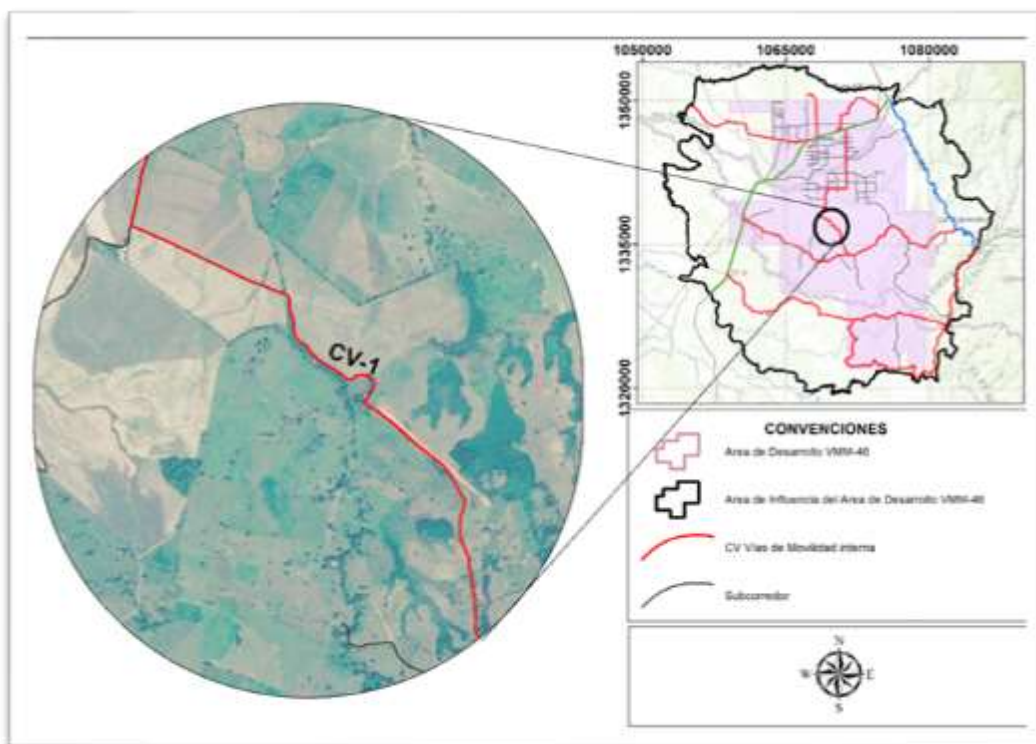 1050000 1065000 1080000
1350000
1335000
1320000
CV-1
CONVENCIONES
Area de Desarrollo VMM-46
Area de Influencia del Area de Desarrollo VMM-46
CV Vias de Movilidad interna
Subcorredor
N
W E
S